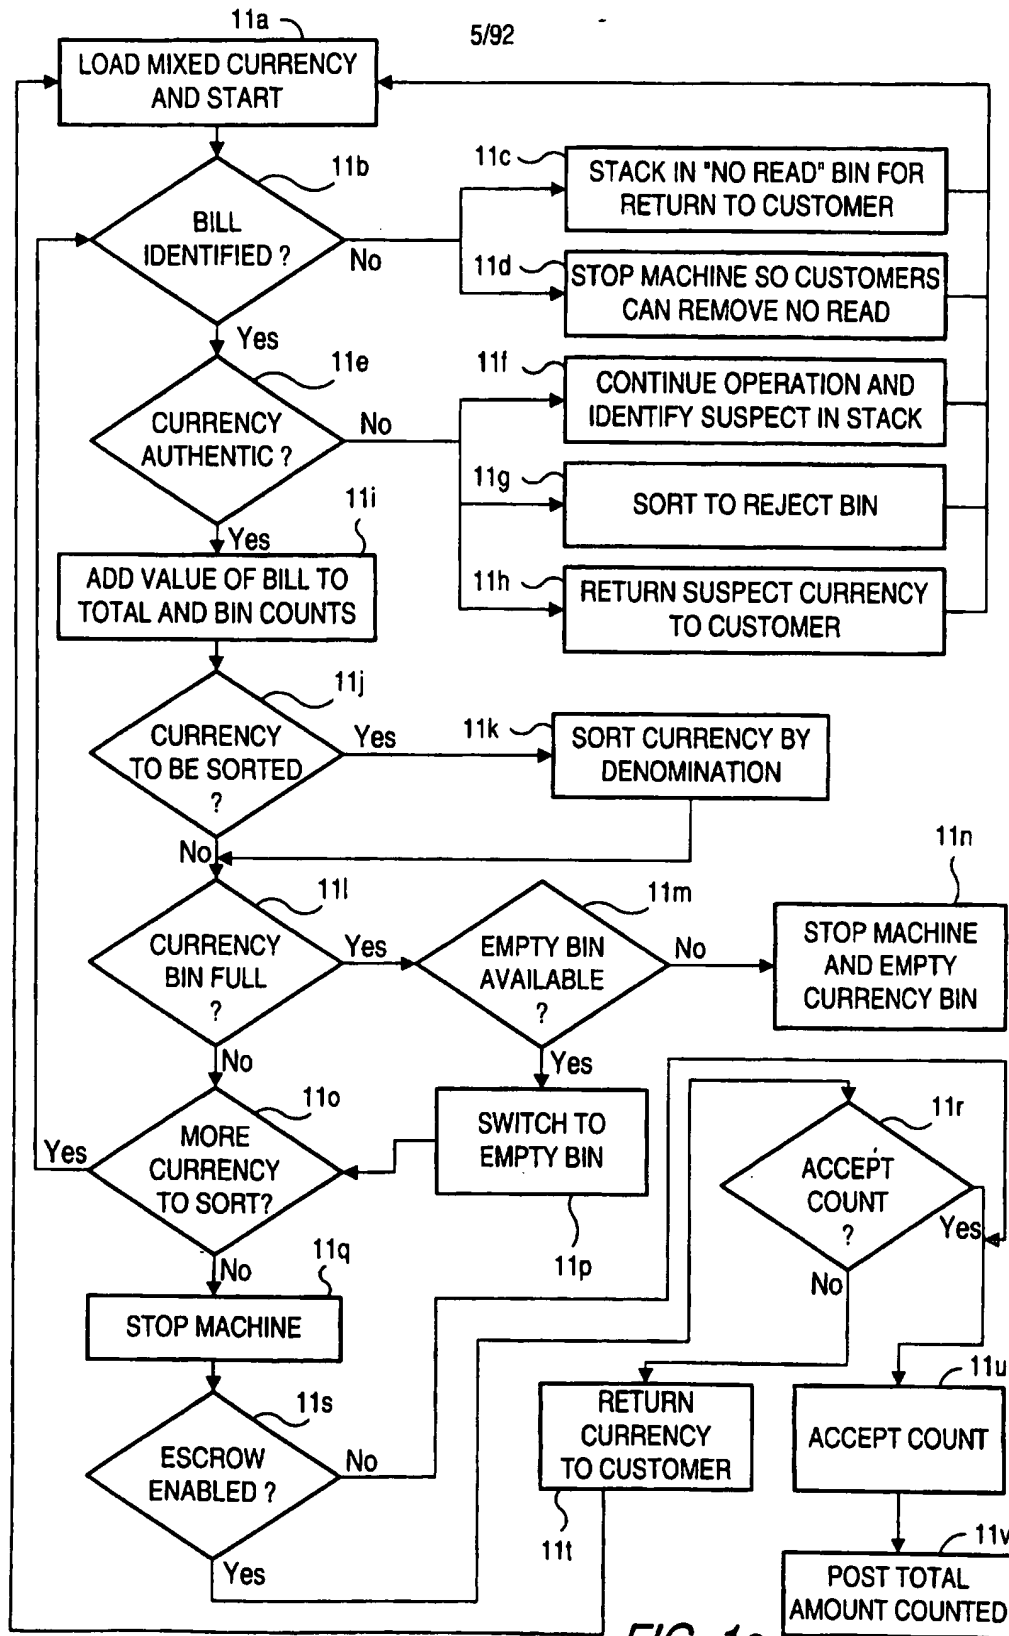 11a
5/92
LOAD MIXED CURRENCY
AND START
11b
BILL
IDENTIFIED ?
No
Yes
11c
STACK IN "NO READ" BIN FOR
RETURN TO CUSTOMER
11d
STOP MACHINE SO CUSTOMERS
CAN REMOVE NO READ
11e
CURRENCY
AUTHENTIC ?
No
Yes
11f
CONTINUE OPERATION AND
IDENTIFY SUSPECT IN STACK
11g
SORT TO REJECT BIN
11h
RETURN SUSPECT CURRENCY
TO CUSTOMER
11i
ADD VALUE OF BILL TO
TOTAL AND BIN COUNTS
11j
CURRENCY
TO BE SORTED
?
Yes
No
11k
SORT CURRENCY BY
DENOMINATION
11l
CURRENCY
BIN FULL
?
Yes
No
11m
EMPTY BIN
AVAILABLE
?
No
Yes
11n
STOP MACHINE
AND EMPTY
CURRENCY BIN
11o
MORE
CURRENCY
TO SORT?
Yes
No
SWITCH TO
EMPTY BIN
11p
11r
ACCEPT
COUNT
?
Yes
No
11q
STOP MACHINE
11s
ESCROW
ENABLED ?
No
Yes
RETURN
CURRENCY
TO CUSTOMER
11t
11u
ACCEPT COUNT
11v
POST TOTAL
AMOUNT COUNTED